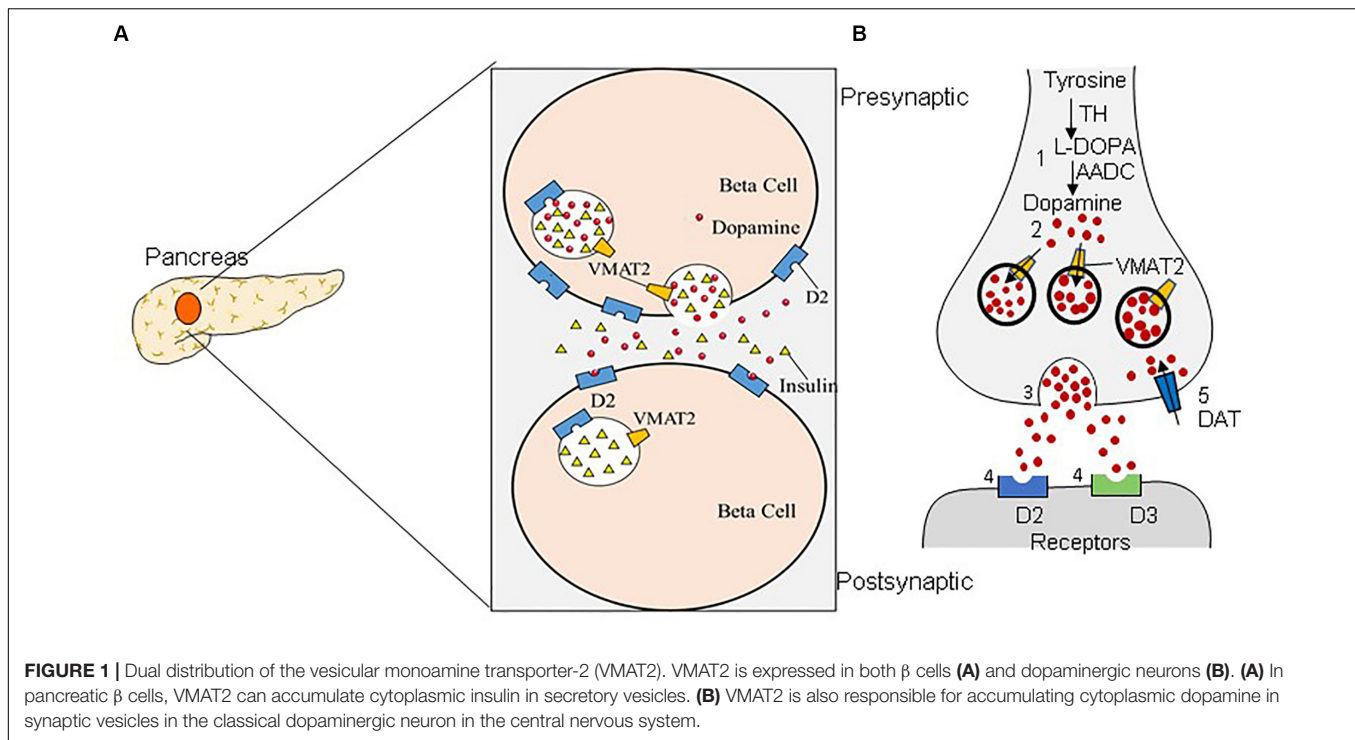 A
Pancreas
Presynaptic
Beta Cell
Dopamine
VMAT2
D2
Insulin
D2
VMAT2
Beta Cell
Postsynaptic
B
Tyrosine
TH
1 L-DOPA
AADC
Dopamine
2
VMAT2
3
5
DAT
4
4
D2
D3
Receptors
FIGURE 1 | Dual distribution of the vesicular monoamine transporter-2 (VMAT2). VMAT2 is expressed in both β cells (A) and dopaminergic neurons (B). (A) In
pancreatic β cells, VMAT2 can accumulate cytoplasmic insulin in secretory vesicles. (B) VMAT2 is also responsible for accumulating cytoplasmic dopamine in
synaptic vesicles in the classical dopaminergic neuron in the central nervous system.